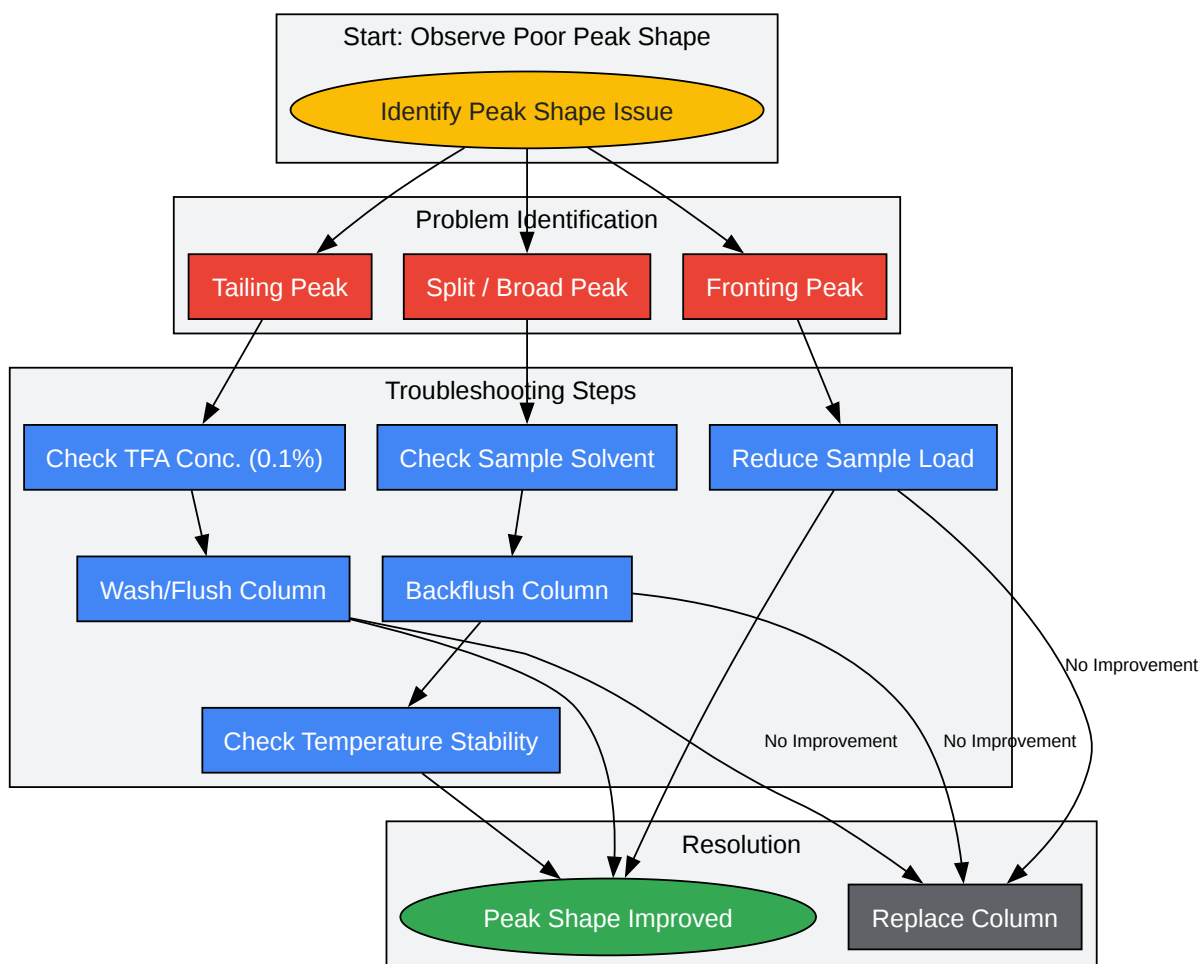 Start: Observe Poor Peak Shape
Identify Peak Shape Issue
Problem Identification
Tailing Peak
Split / Broad Peak
Fronting Peak
Troubleshooting Steps
Check TFA Conc. (0.1%)
Check Sample Solvent
Reduce Sample Load
Wash/Flush Column
Backflush Column
No Improvement
Check Temperature Stability
No Improvement
No Improvement
Resolution
Peak Shape Improved
Replace Column